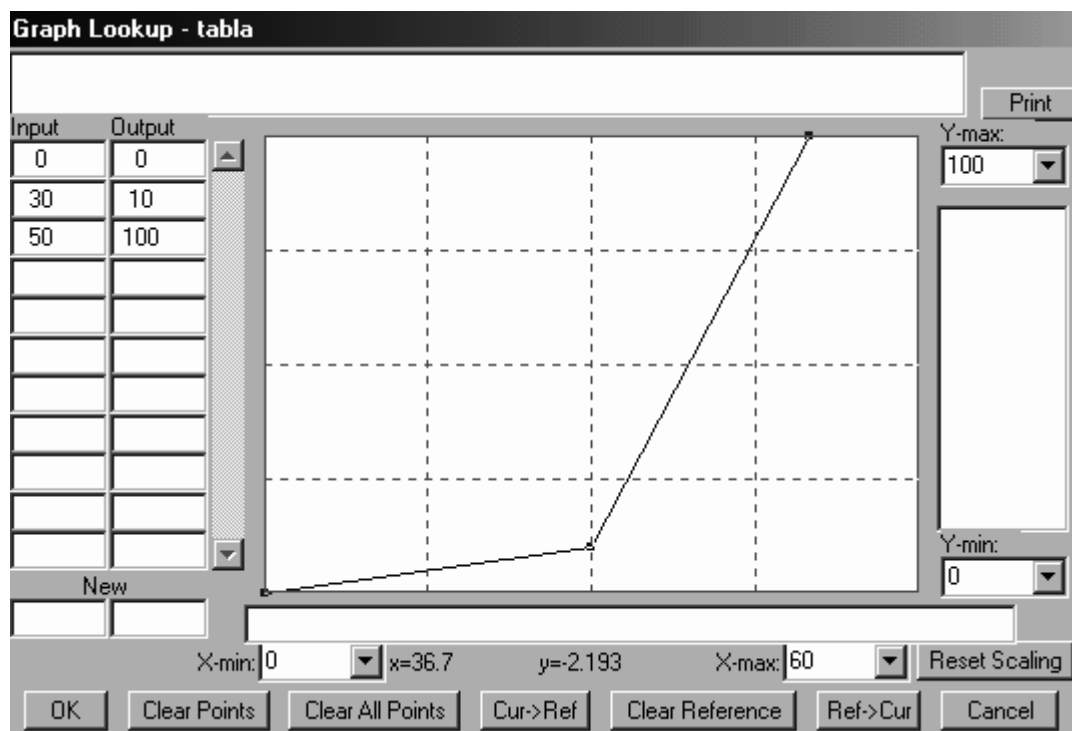 Graph Lookup - tabla
Print
Input Output
Y-max:
0 0
100
30 10
50 100
Y-min:
0
New
X-min: 0 x=36.7 y=-2.193 X-max: 60 Reset Scaling
OK Clear Points Clear All Points Cur->Ref Clear Reference Ref->Cur Cancel